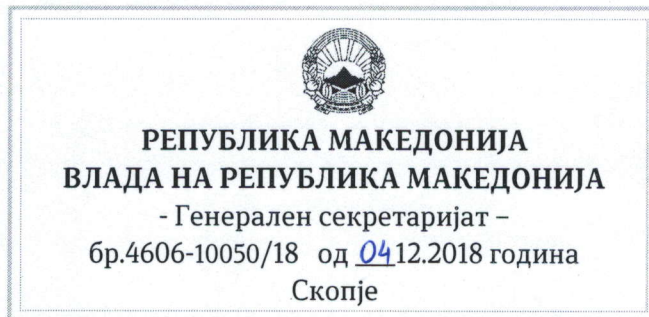 РЕПУБЛИКА МАКЕДОНИЈА
ВЛАДА НА РЕПУБЛИКА МАКЕДОНИЈА
- Генерален секретаријат –
бр.4606-10050/18 од 04 12.2018 година
Скопје